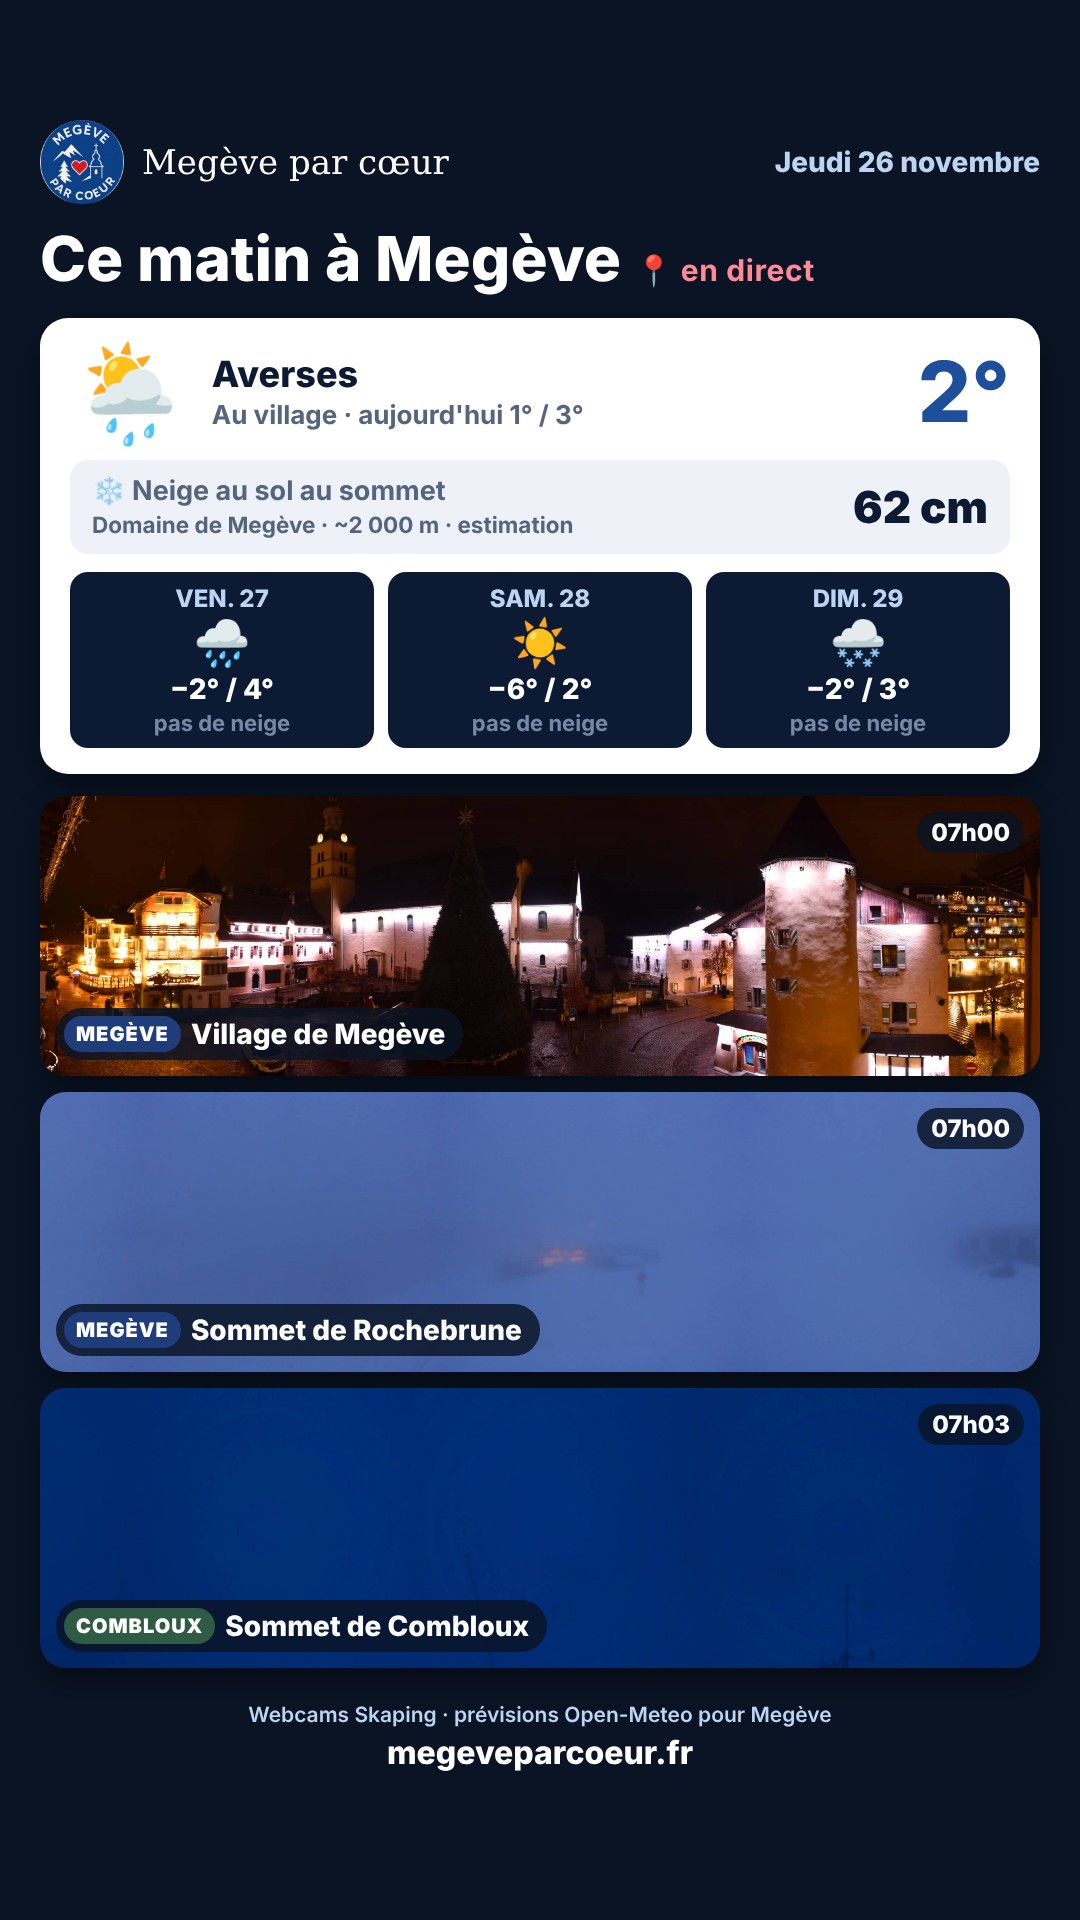 MEGÈVE
PAR COEUR
Megève par cœur
Jeudi 26 novembre
Ce matin à Megève 📍 en direct
Averses
Au village · aujourd'hui 1° / 3°
2°
❄️ Neige au sol au sommet
Domaine de Megève · ~2 000 m · estimation
62 cm
VEN. 27
−2° / 4°
pas de neige
SAM. 28
−6° / 2°
pas de neige
DIM. 29
−2° / 3°
pas de neige
07h00
MEGÈVE Village de Megève
07h00
MEGÈVE Sommet de Rochebrune
07h03
COMBLOUX Sommet de Combloux
Webcams Skaping · prévisions Open-Meteo pour Megève
megeveparcoeur.fr